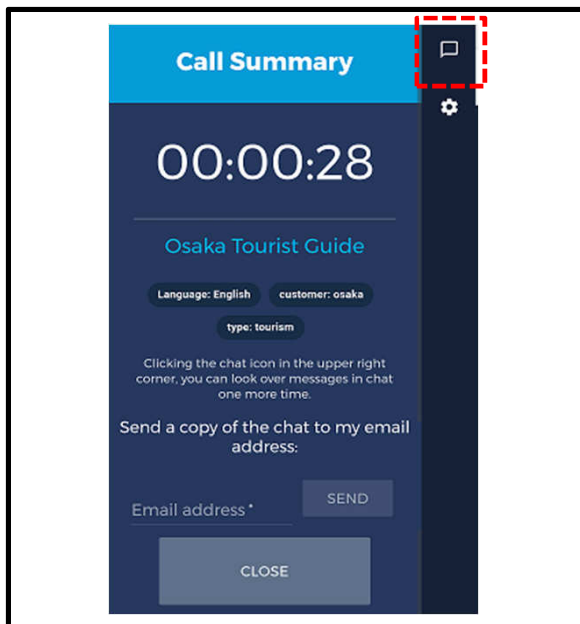 Call Summary
00:00:28
Osaka Tourist Guide
Language: English
customer: osaka
type: tourism
Clicking the chat icon in the upper right
corner, you can look over messages in chat
one more time.
Send a copy of the chat to my email
address:
Email address*
SEND
CLOSE